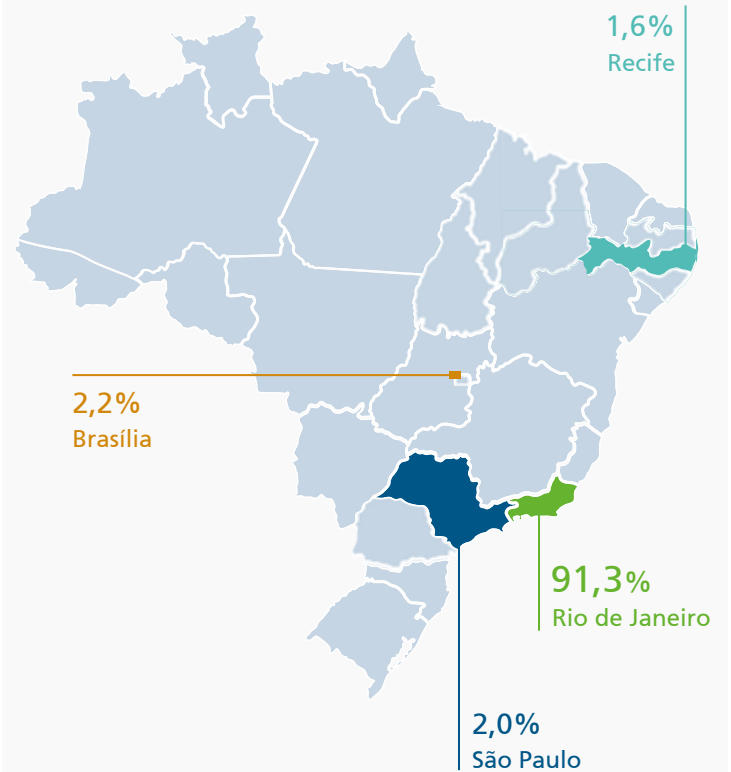 1,6%
Recife
2,2%
Brasília
91,3%
Rio de Janeiro
2,0%
São Paulo